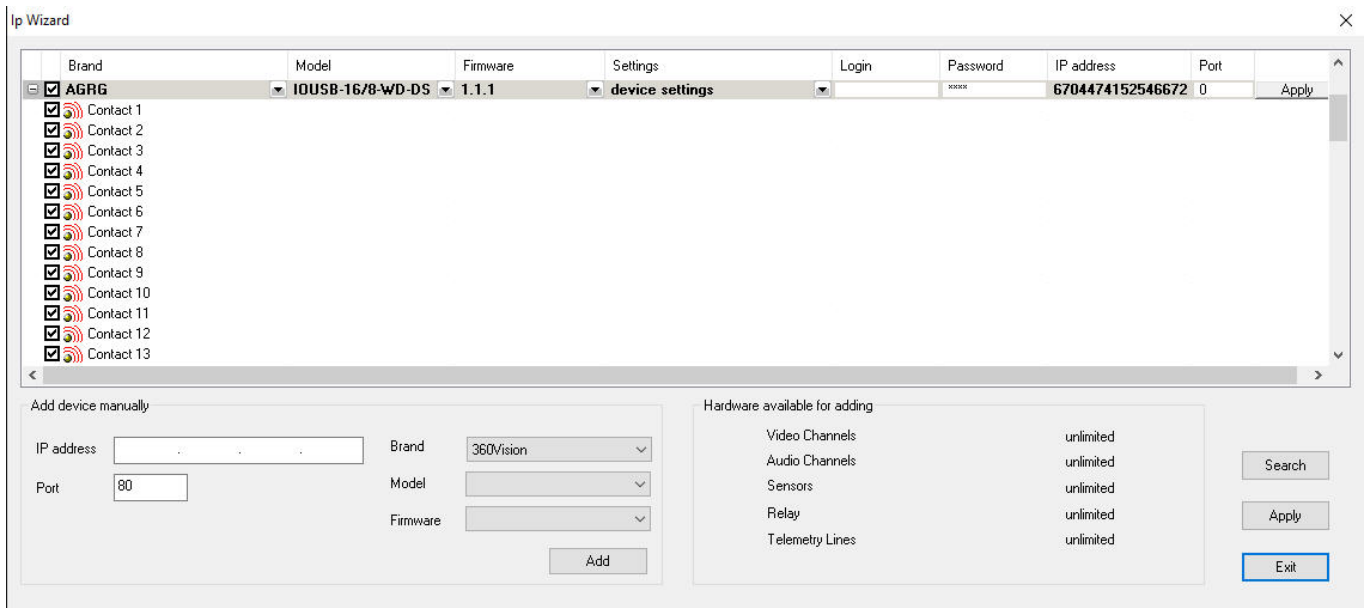 Ip Wizard
Brand Model Firmware Settings Login Password IP address Port
AGRG IOUSB-16/8-WD-DS 1.1.1 device settings **** 6704474152546672 0 Apply
Contact 1
Contact 2
Contact 3
Contact 4
Contact 5
Contact 6
Contact 7
Contact 8
Contact 9
Contact 10
Contact 11
Contact 12
Contact 13
Add device manually
IP address . . .
Port 80
Brand 360Vision
Model
Firmware
Add
Hardware available for adding
Video Channels unlimited
Audio Channels unlimited
Sensors unlimited
Relay unlimited
Telemetry Lines unlimited
Search
Apply
Exit